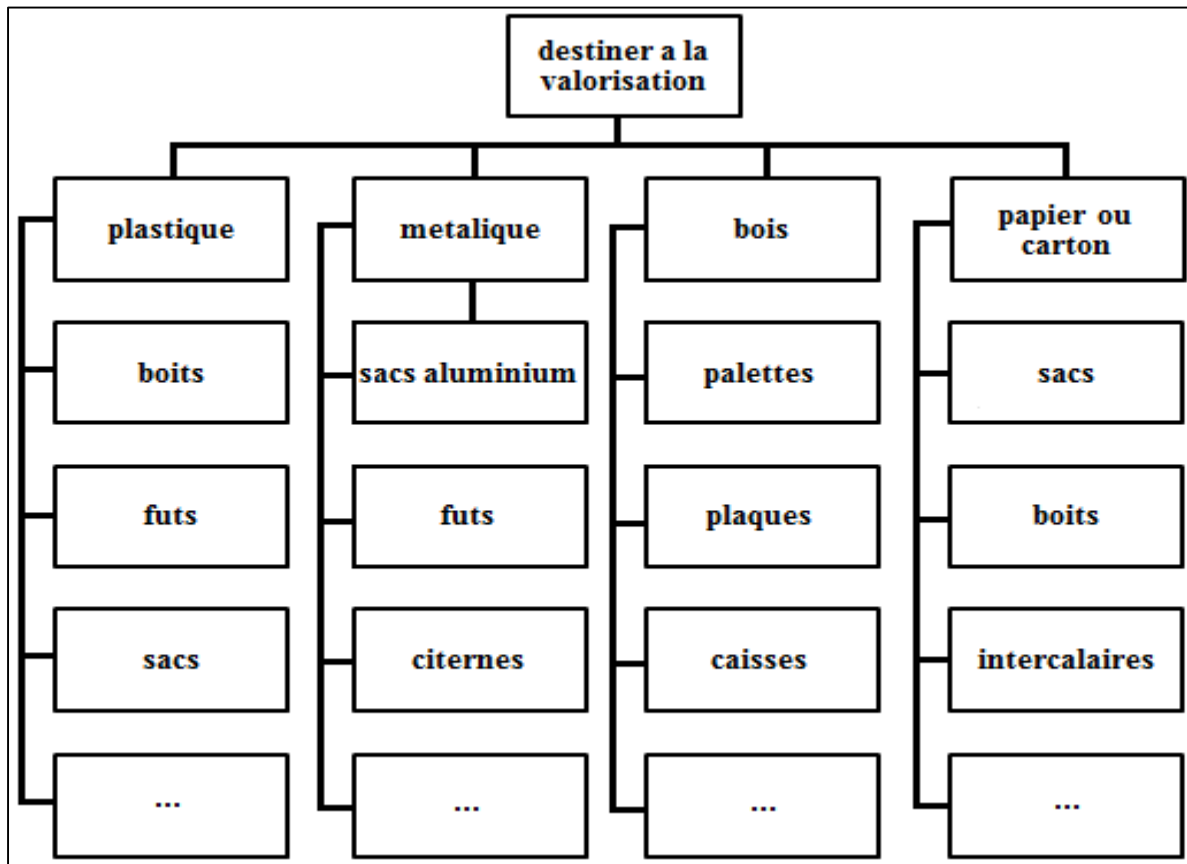 destiner a la
valorisation
plastique
metalique
bois
papier ou
carton
boits
sacs aluminium
palettes
sacs
futs
futs
plaques
boits
sacs
citernes
caisses
intercalaires
...
...
...
...